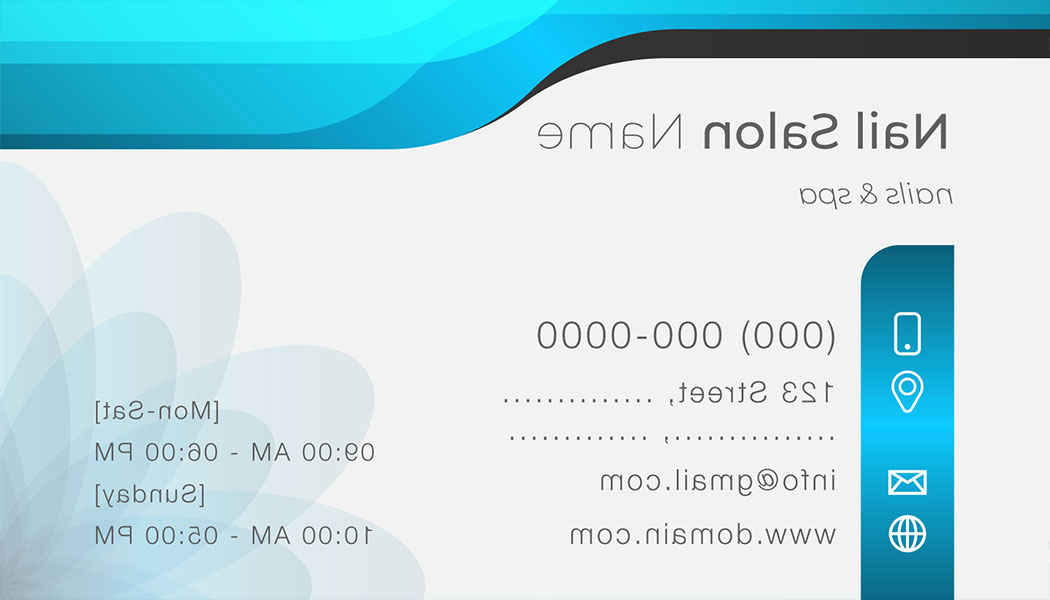 Nail Salon Name
nails & spa
(000) 000-0000
123 Street, ...............
................., ..............
info@gmail.com
www.domain.com
[Mon-Sat]
09:00 AM - 06:00 PM
[Sunday]
10:00 AM - 05:00 PM